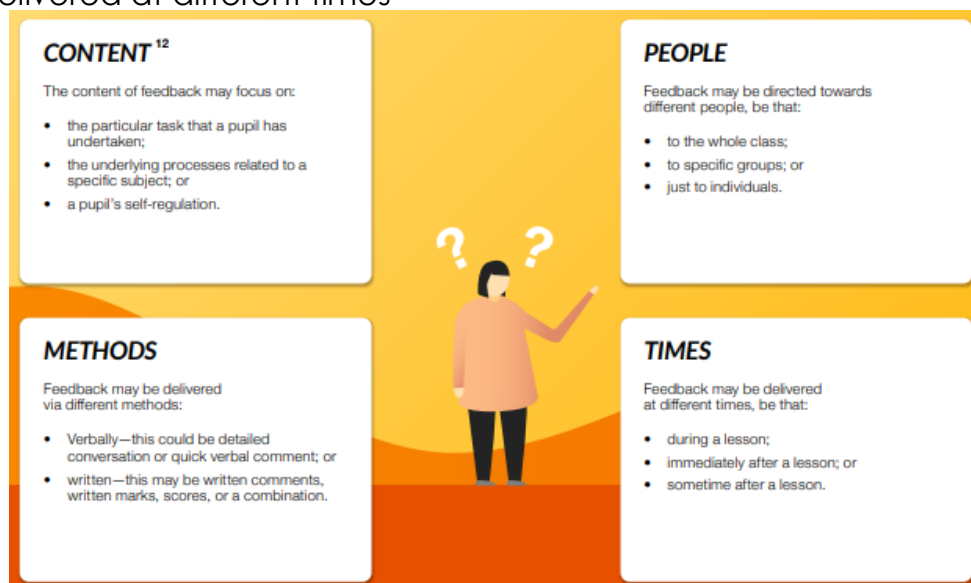 delivered at different times
CONTENT 12
The content of feedback may focus on:
• the particular task that a pupil has
undertaken;
• the underlying processes related to a
specific subject; or
• a pupil's self-regulation.
PEOPLE
Feedback may be directed towards
different people, be that:
• to the whole class;
• to specific groups; or
• just to individuals.
? ?
METHODS
Feedback may be delivered
via different methods:
• Verbally—this could be detailed
conversation or quick verbal comment; or
• written—this may be written comments,
written marks, scores, or a combination.
TIMES
Feedback may be delivered
at different times, be that:
• during a lesson;
• immediately after a lesson; or
• sometime after a lesson.